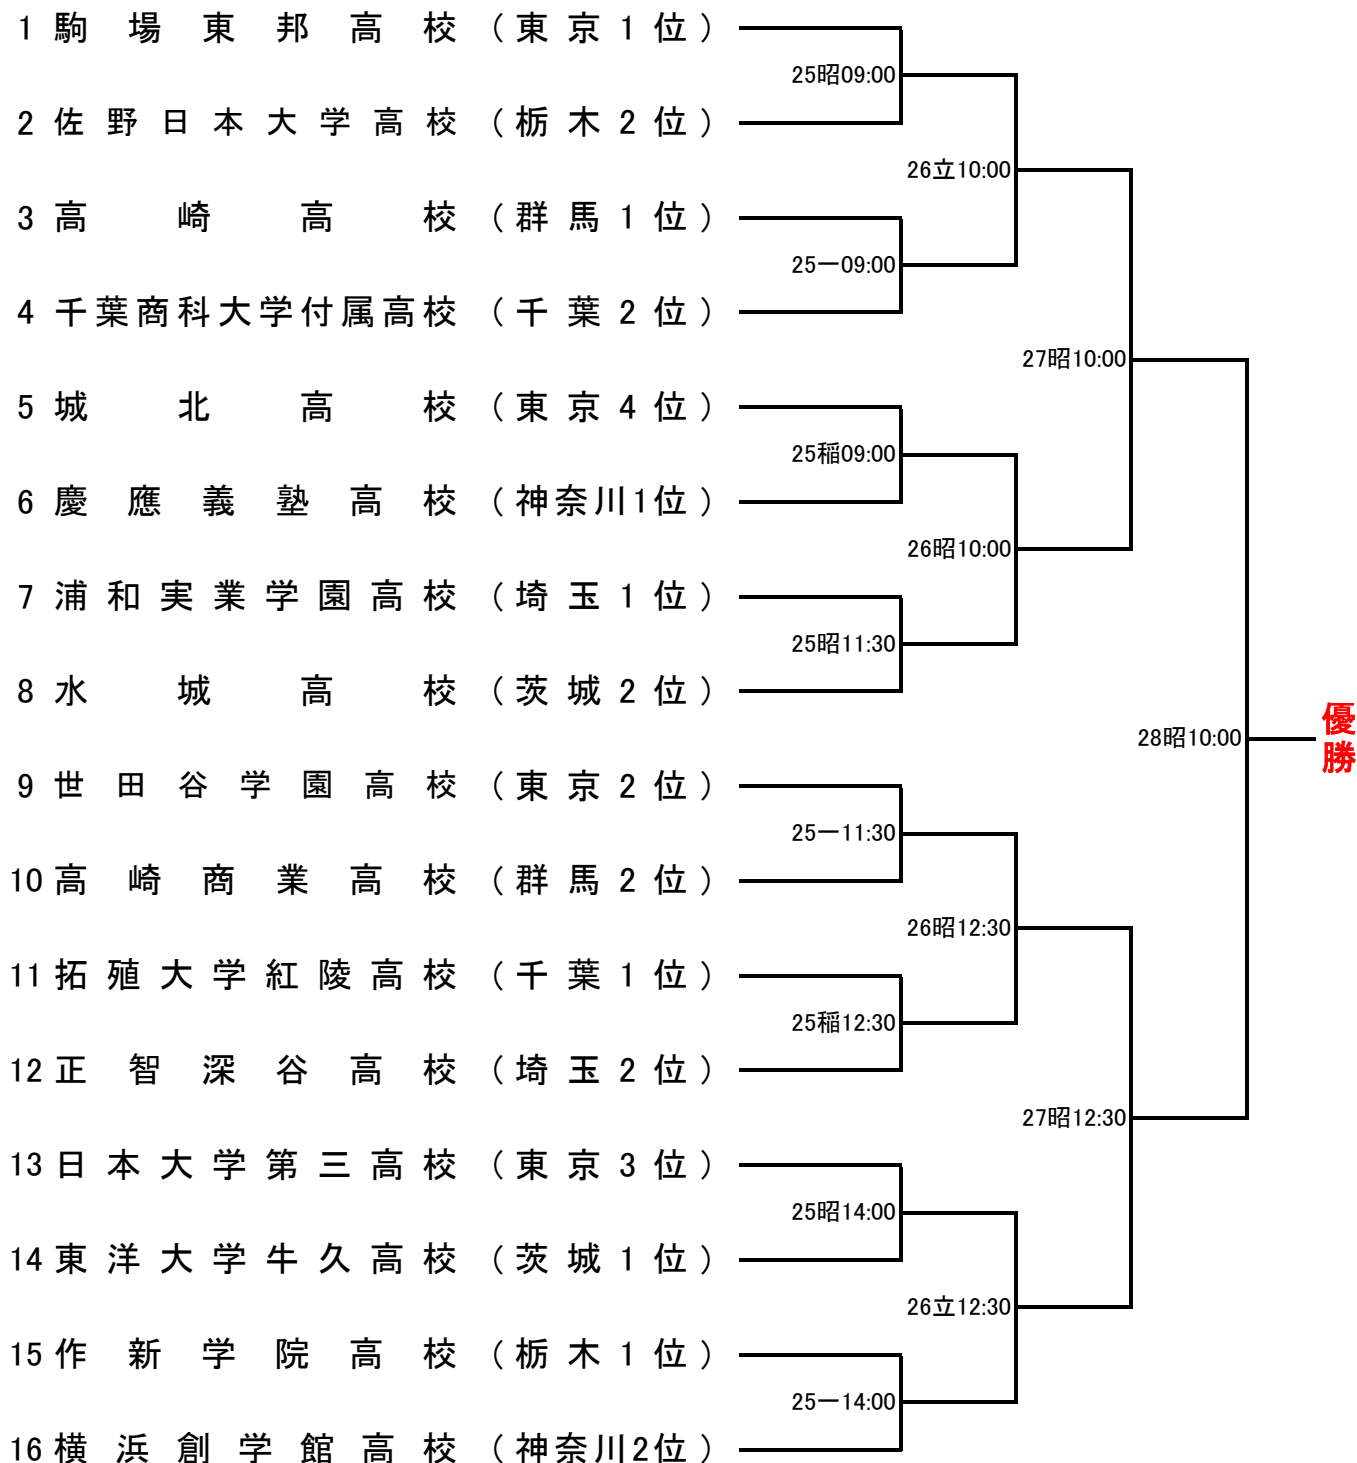 1 駒場東邦高校 (東京1位)
25昭09:00
2 佐野日本大学高校 (栃木2位)
26立10:00
3 高崎高校 (群馬1位)
25一09:00
4 千葉商科大学付属高校 (千葉2位)
27昭10:00
5 城北高校 (東京4位)
25稲09:00
6 慶應義塾高校 (神奈川1位)
26昭10:00
7 浦和実業学園高校 (埼玉1位)
25昭11:30
8 水城高校 (茨城2位)
28昭10:00
優勝
9 世田谷学園高校 (東京2位)
25一11:30
10 高崎商業高校 (群馬2位)
26昭12:30
11 拓殖大学紅陵高校 (千葉1位)
25稲12:30
12 正智深谷高校 (埼玉2位)
27昭12:30
13 日本大学第三高校 (東京3位)
25昭14:00
14 東洋大学牛久高校 (茨城1位)
26立12:30
15 作新学院高校 (栃木1位)
25一14:00
16 横浜創学館高校 (神奈川2位)